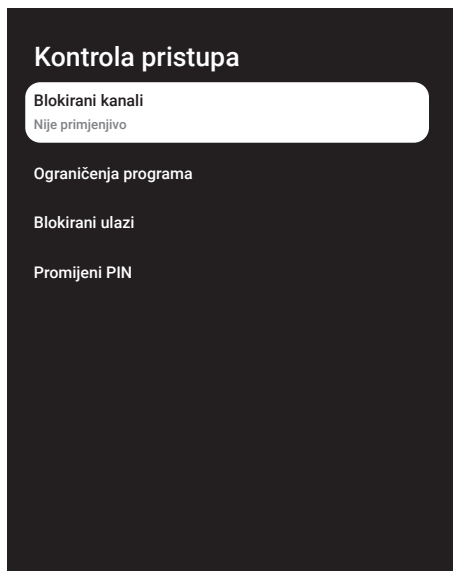 Kontrola pristupa
Blokirani kanali
Nije primjenjivo
Ograničenja programa
Blokirani ulazi
Promijeni PIN